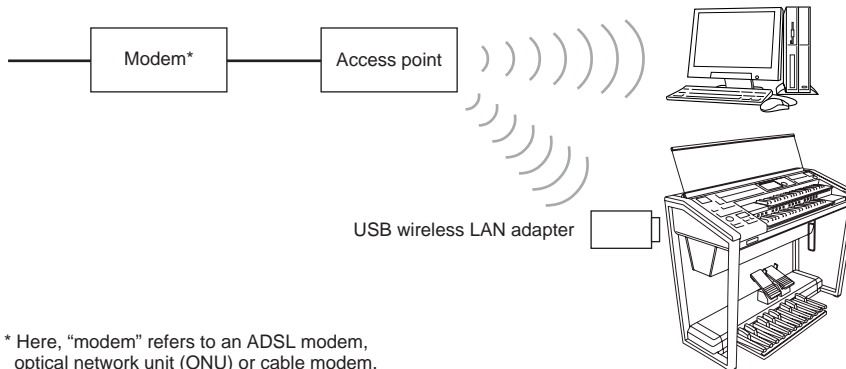 Modem*
Access point
USB wireless LAN adapter
* Here, “modem” refers to an ADSL modem,
optical network unit (ONU) or cable modem.